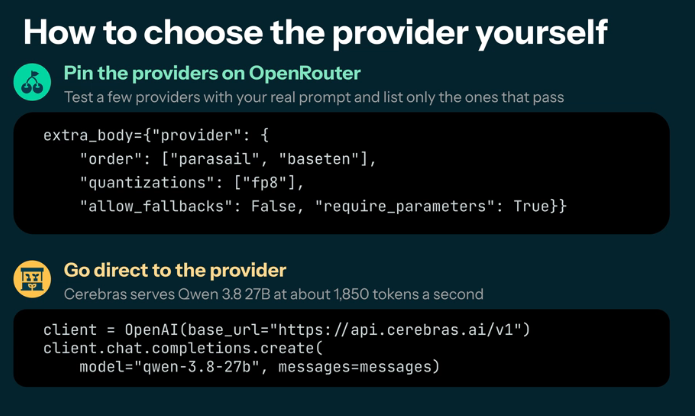 How to choose the provider yourself
Pin the providers on OpenRouter
Test a few providers with your real prompt and list only the ones that pass
extra_body={"provider": {
    "order": ["parasail", "baseten"],
    "quantizations": ["fp8"],
    "allow_fallbacks": False, "require_parameters": True}}
Go direct to the provider
Cerebras serves Qwen 3.8 27B at about 1,850 tokens a second
client = OpenAI(base_url="https://api.cerebras.ai/v1")
client.chat.completions.create(
    model="qwen-3.8-27b", messages=messages)